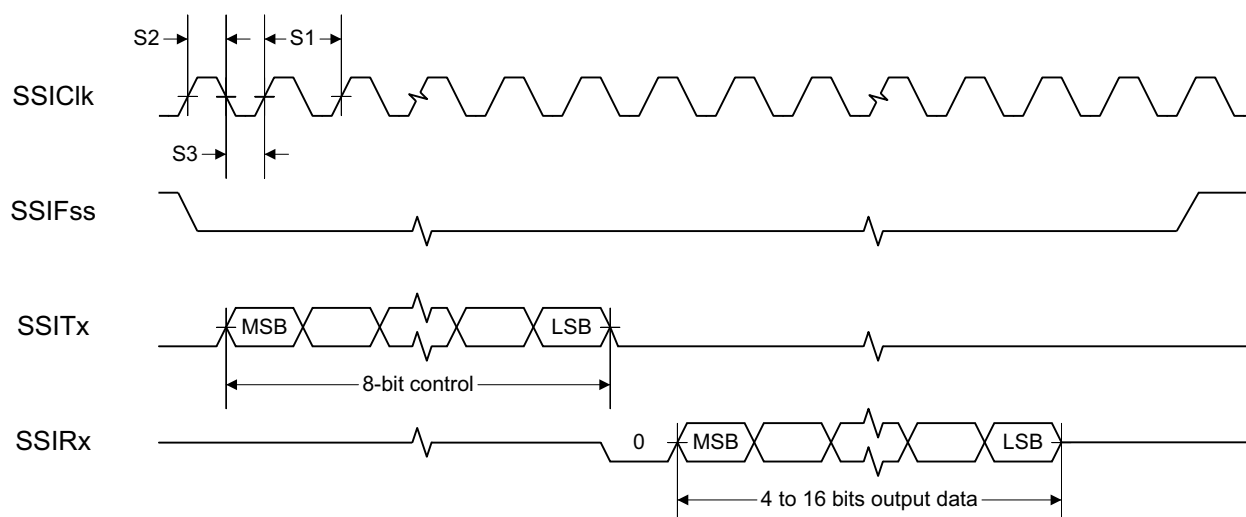 S2
S1
SSIClk
S3
SSIFss
SSITx
MSB
LSB
8-bit control
SSIRx
0
MSB
LSB
4 to 16 bits output data